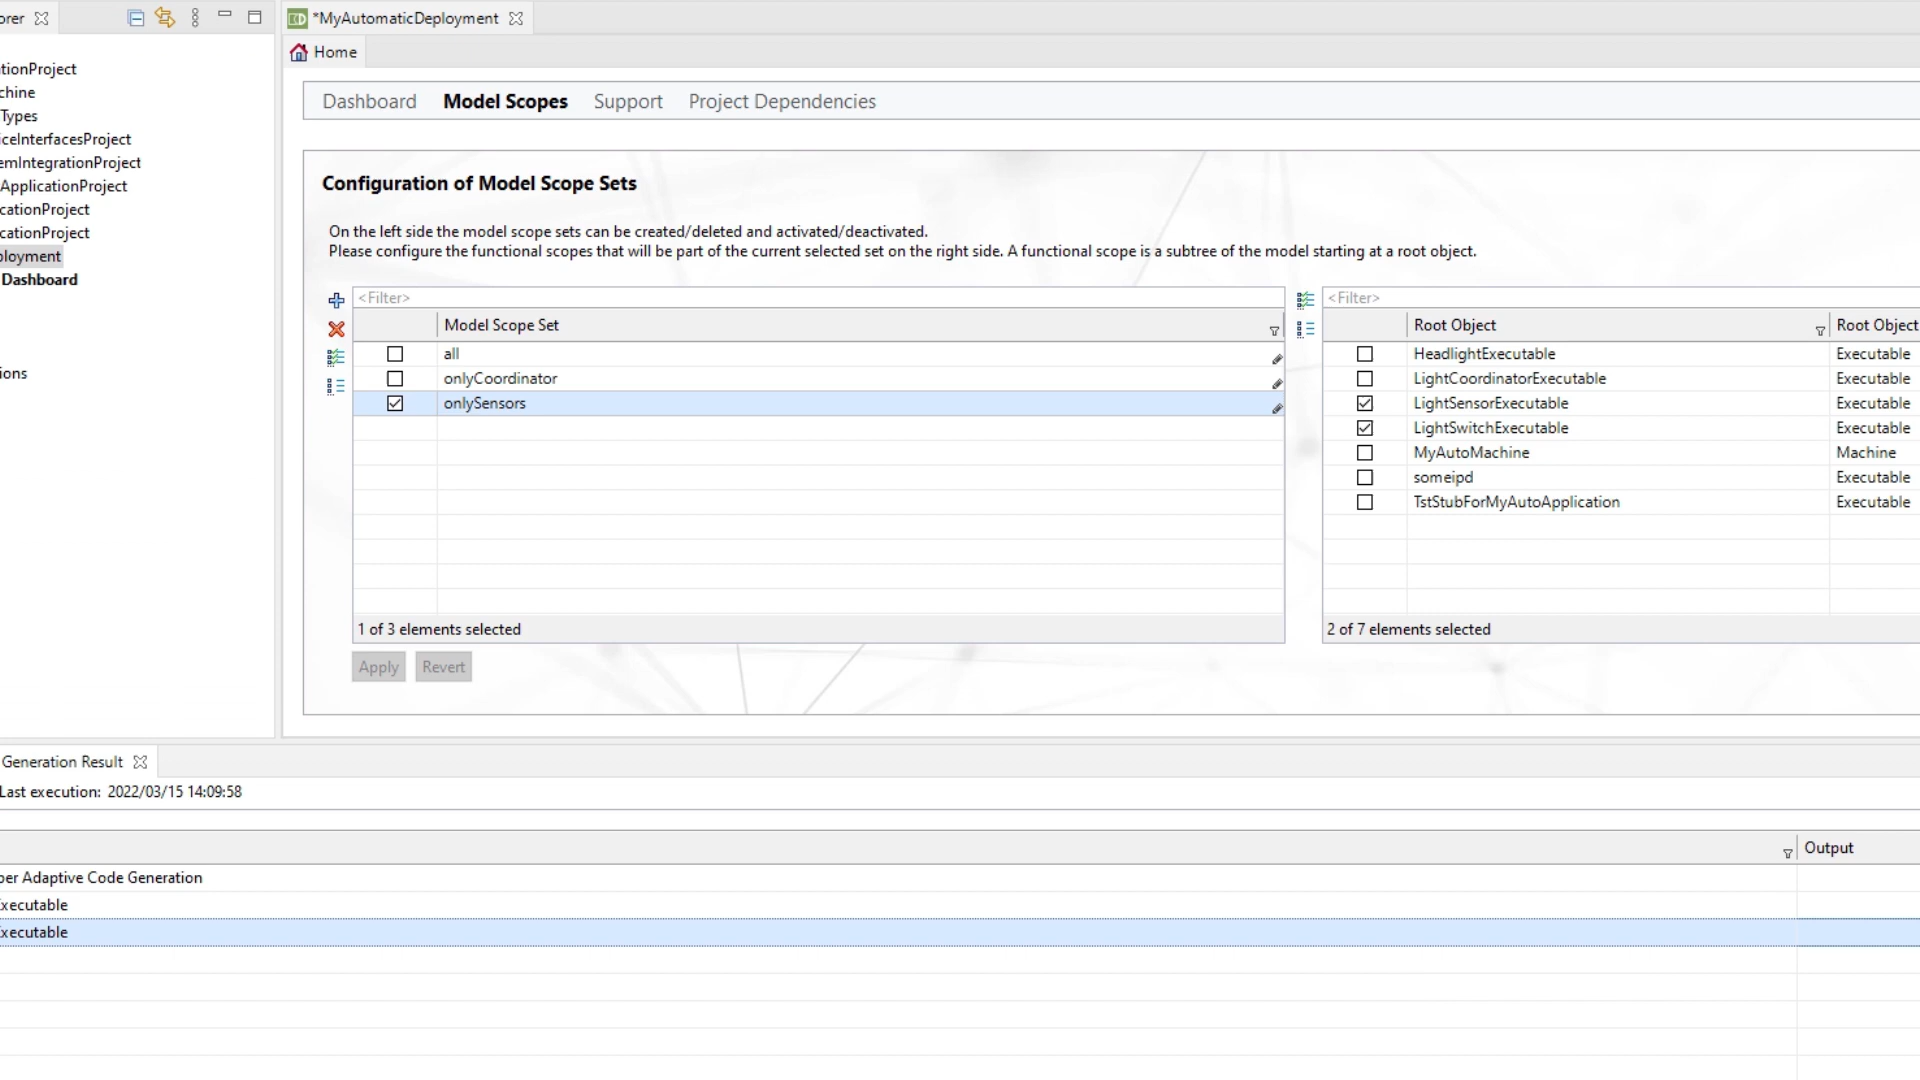 orer
*MyAutomaticDeployment
Home
tionProject
chine
Types
iceInterfacesProject
emIntegrationProject
ApplicationProject
cationProject
cationProject
ployment
Dashboard
ions
Dashboard Model Scopes Support Project Dependencies
Configuration of Model Scope Sets
On the left side the model scope sets can be created/deleted and activated/deactivated.
Please configure the functional scopes that will be part of the current selected set on the right side. A functional scope is a subtree of the model starting at a root object.
<Filter>
Model Scope Set
all
onlyCoordinator
onlySensors
1 of 3 elements selected
Apply Revert
<Filter>
Root Object Root Object
HeadlightExecutable Executable
LightCoordinatorExecutable Executable
LightSensorExecutable Executable
LightSwitchExecutable Executable
MyAutoMachine Machine
someipd Executable
TstStubForMyAutoApplication Executable
2 of 7 elements selected
Generation Result
Last execution: 2022/03/15 14:09:58
Output
per Adaptive Code Generation
Executable
Executable